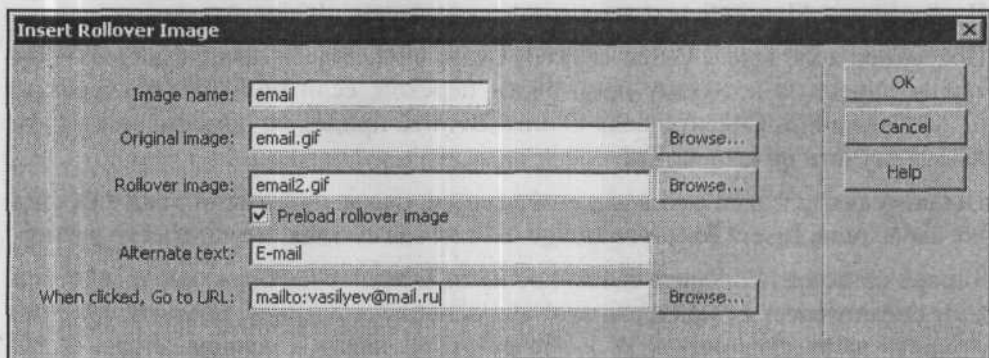 Insert Rollover Image
Image name: email
OK
Original image: email.gif Browse...
Cancel
Rollover image: email2.gif Browse...
Help
Preload rollover image
Alternate text: E-mail
When clicked, Go to URL: mailto:vasilyev@mail.ru Browse...